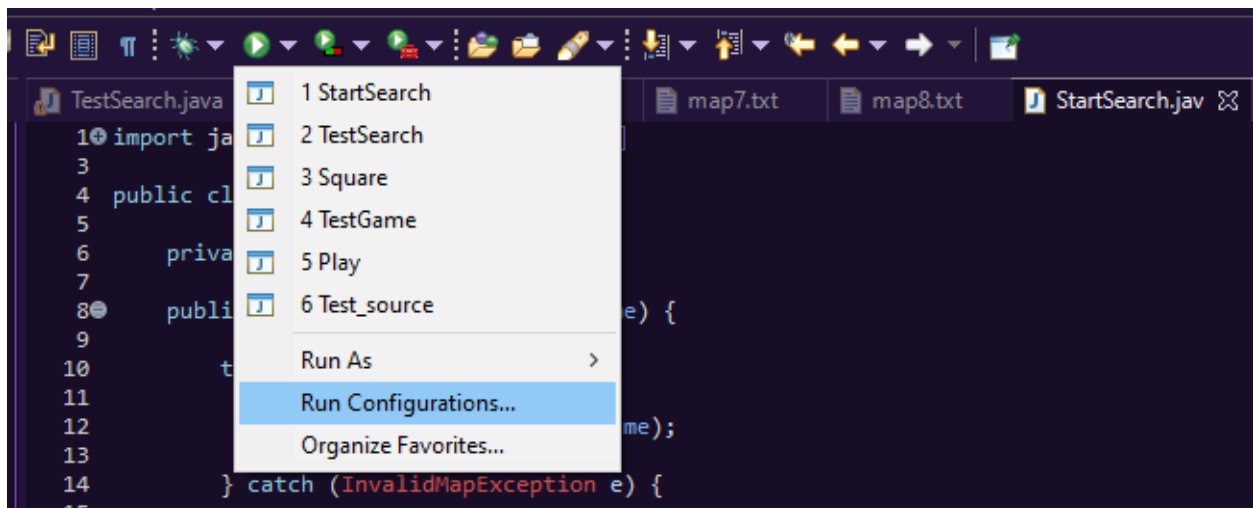 TestSearch.java map7.txt map8.txt StartSearch.jav
1 StartSearch
2 TestSearch
3 Square
4 TestGame
5 Play
6 Test_source
Run As
Run Configurations...
Organize Favorites...
1 import ja
3
4 public cl
5
6 priva
7
8 publi e) {
9
10 t
11
12 me);
13
14 } catch (InvalidMapException e) {